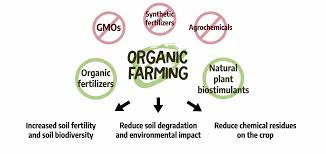 GMOs
Synthetic
fertilizers
Agrochemicals
ORGANIC
FARMING
Organic
fertilizers
Natural
plant
biostimulants
Increased soil fertility
and soil biodiversity
Reduce soil degradation
and environmental impact
Reduce chemical residues
on the crop